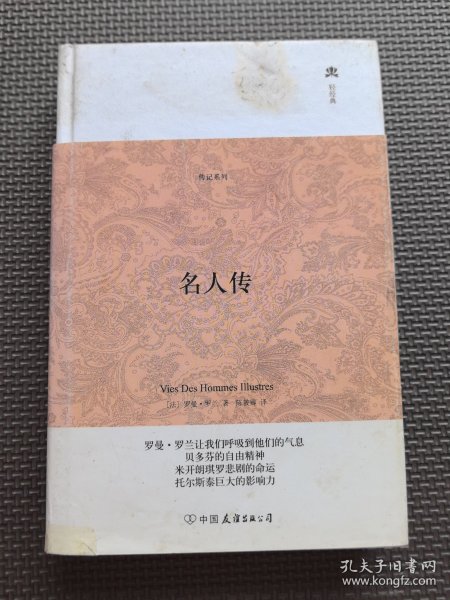 轻经典
传记系列
名人传
Vies Des Hommes Illustres
[法] 罗曼·罗兰 著 陈筱卿 译
罗曼·罗兰让我们呼吸到他们的气息
贝多芬的自由精神
米开朗琪罗悲剧的命运
托尔斯泰巨大的影响力
中国友谊出版公司
孔夫子旧书网
www.kongfz.com